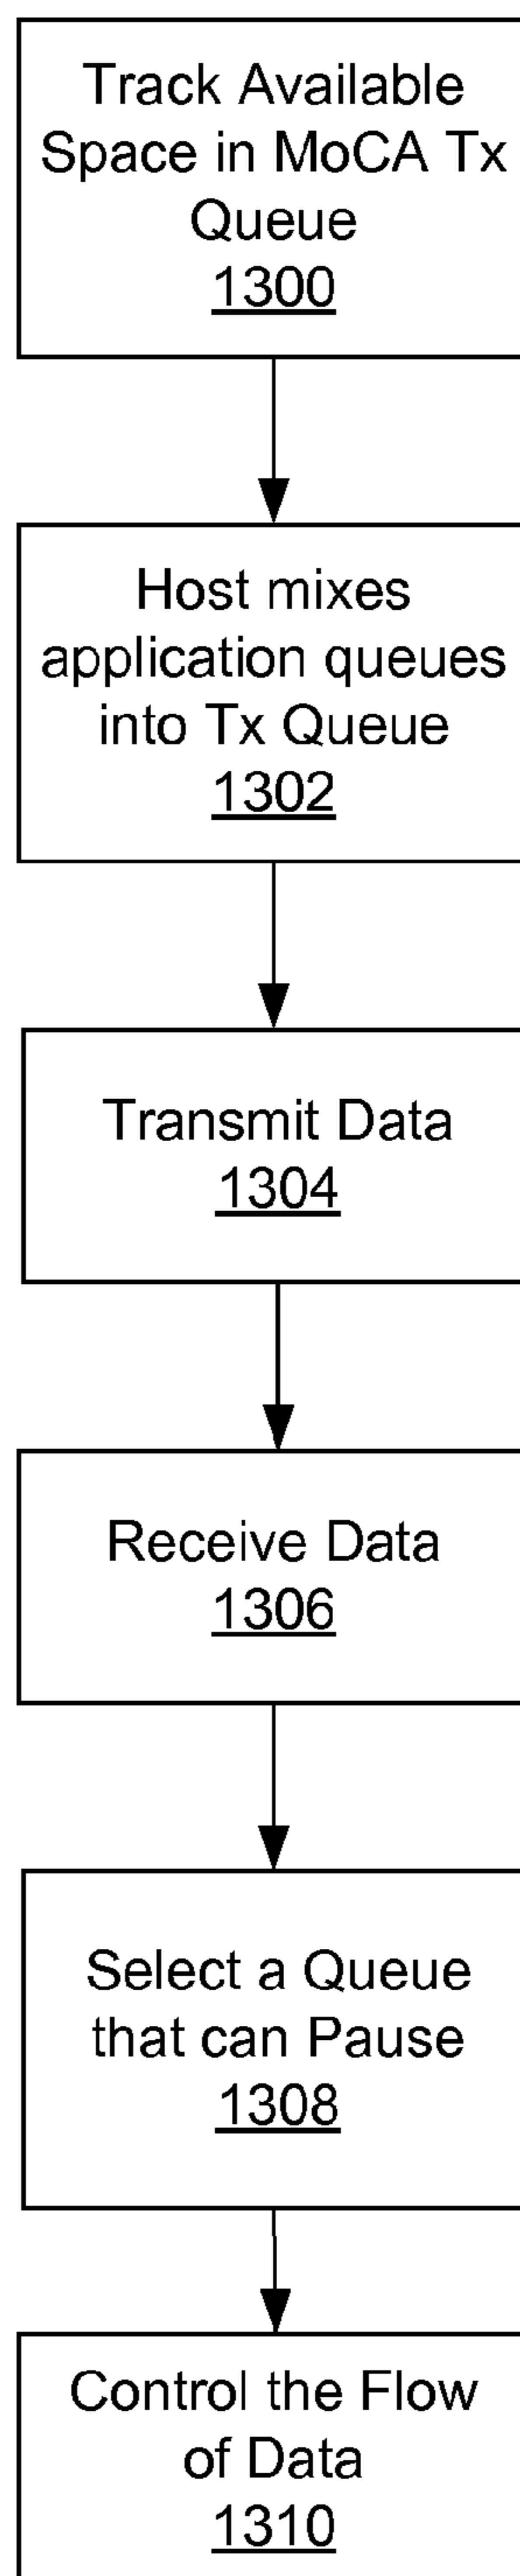 Track Available
Space in MoCA Tx
Queue
1300
Host mixes
application queues
into Tx Queue
1302
Transmit Data
1304
Receive Data
1306
Select a Queue
that can Pause
1308
Control the Flow
of Data
1310